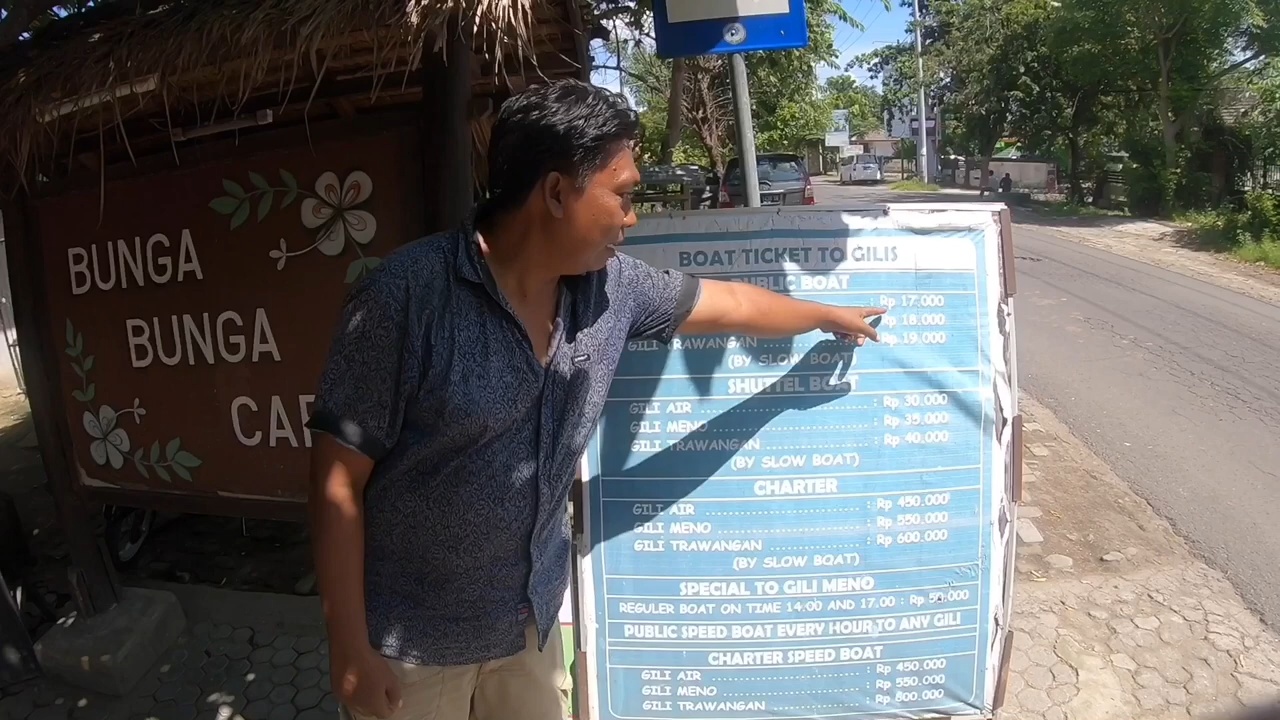 BUNGA
BUNGA
BOAT TICKET TO GILIS
PUBLIC BOAT
: Rp 17.000
Rp 18.000
GILI TRAWANGAN Rp 19.000
(BY SLOW BOAT)
SHUTTEL BOAT
GILI AIR ........................ : Rp 30.000
GILI MENO ..................... : Rp 35.000
GILI TRAWANGAN ............... : Rp 40.000
(BY SLOW BOAT)
CHARTER
GILI AIR ........................ : Rp 450.000
GILI MENO ..................... : Rp 550.000
GILI TRAWANGAN ............... : Rp 600.000
(BY SLOW BOAT)
SPECIAL TO GILI MENO
REGULER BOAT ON TIME 14.00 AND 17.00 : Rp
PUBLIC SPEED BOAT EVERY HOUR TO ANY GILI
CHARTER SPEED BOAT
GILI AIR ........................ : Rp 450.000
GILI MENO ..................... : Rp 550.000
GILI TRAWANGAN ............... : Rp 800.000